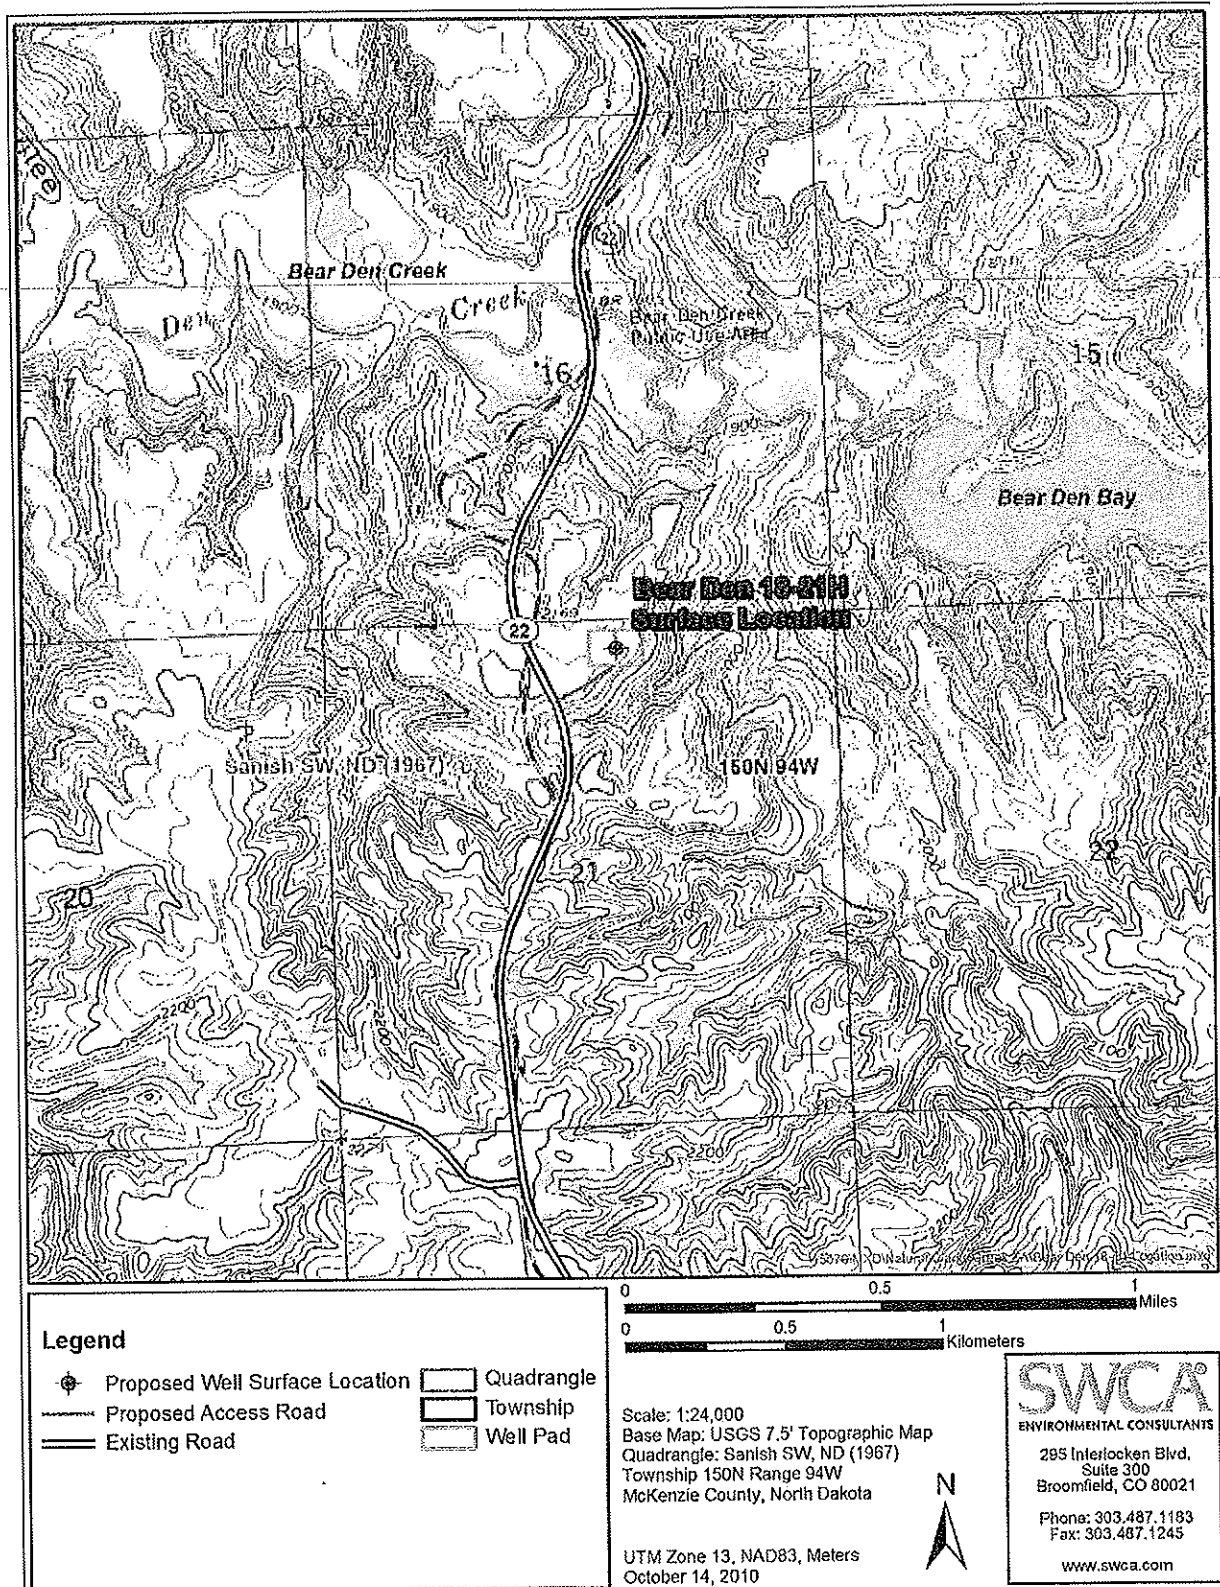 Bear Den Creek
Den
1900
Creek
22
Bear Den Creek
Public Use Area
16
15
1900
Bear Den Bay
Surface Location
22
Sanish SW, ND (1967)
150N 94W
20
21
22
2200
2200
2200
2200
Legend
Proposed Well Surface Location
Proposed Access Road
Existing Road
Quadrangle
Township
Well Pad
0 0.5 1
Miles
0 0.5 1
Kilometers
Scale: 1:24,000
Base Map: USGS 7.5' Topographic Map
Quadrangle: Sanish SW, ND (1967)
Township 150N Range 94W
McKenzie County, North Dakota
UTM Zone 13, NAD83, Meters
October 14, 2010
N
SWCA®
ENVIRONMENTAL CONSULTANTS
295 Interlocken Blvd,
Suite 300
Broomfield, CO 80021
Phone: 303.487.1183
Fax: 303.487.1245
www.swca.com